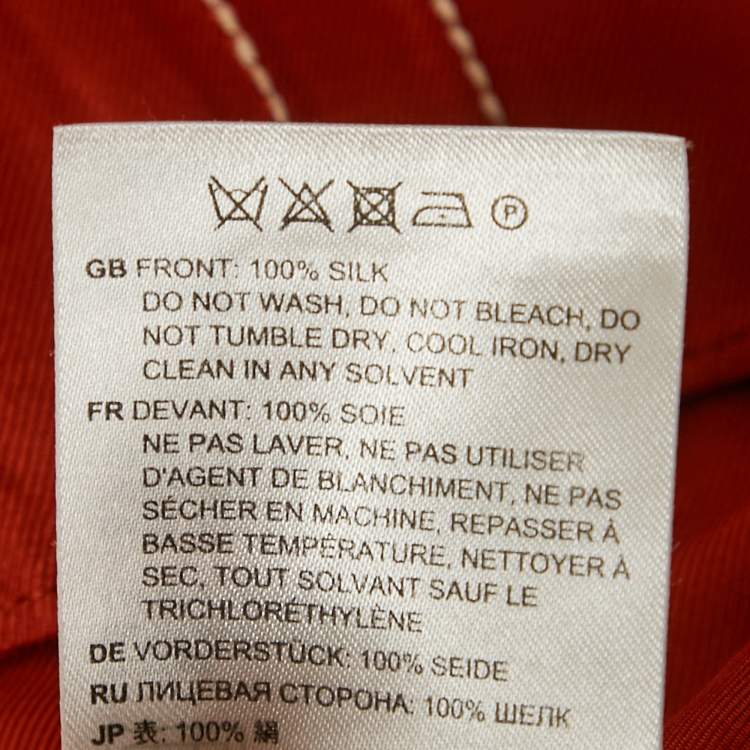 P
GB FRONT: 100% SILK
DO NOT WASH, DO NOT BLEACH, DO
NOT TUMBLE DRY, COOL IRON, DRY
CLEAN IN ANY SOLVENT
FR DEVANT: 100% SOIE
NE PAS LAVER, NE PAS UTILISER
D'AGENT DE BLANCHIMENT, NE PAS
SÉCHER EN MACHINE, REPASSER À
BASSE TEMPÉRATURE, NETTOYER À
SEC, TOUT SOLVANT SAUF LE
TRICHLORÉTHYLÈNE
DE VORDERSTÜCK: 100% SEIDE
RU ЛИЦЕВАЯ СТОРОНА: 100% ШЕЛК
JP 表: 100% 絹